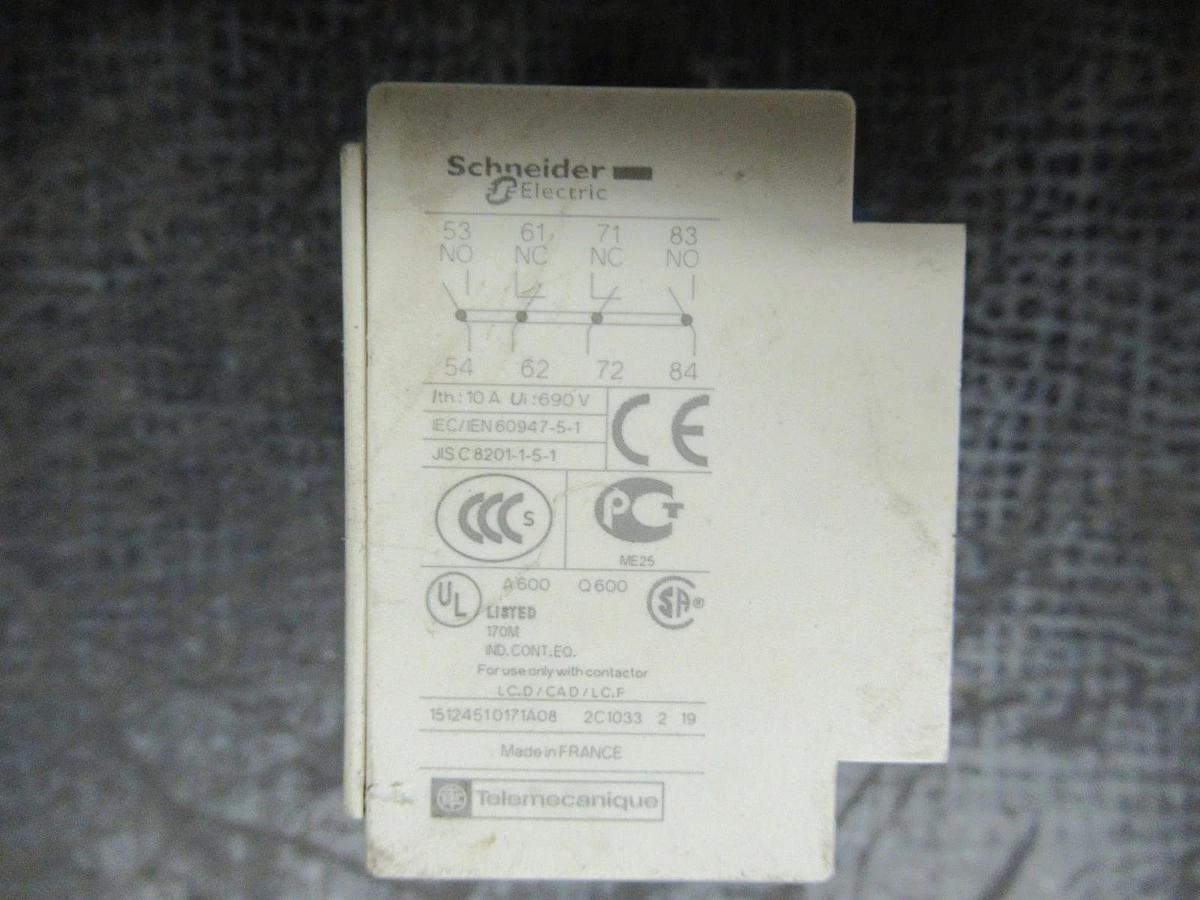 Schneider
Electric
53 61 71 83
NO NC NC NO
54 62 72 84
Ith : 10 A Ui : 690 V
IEC/IEN 60947-5-1
JIS C 8201-1-5-1
CE
CCC S
PCT
ME25
UL A600 Q600 SA®
LISTED
170M
IND. CONT. EQ.
For use only with contactor
LC.D / CAD / LC.F
15124510171A08 2C1033 2 19
Made in FRANCE
Telemecanique